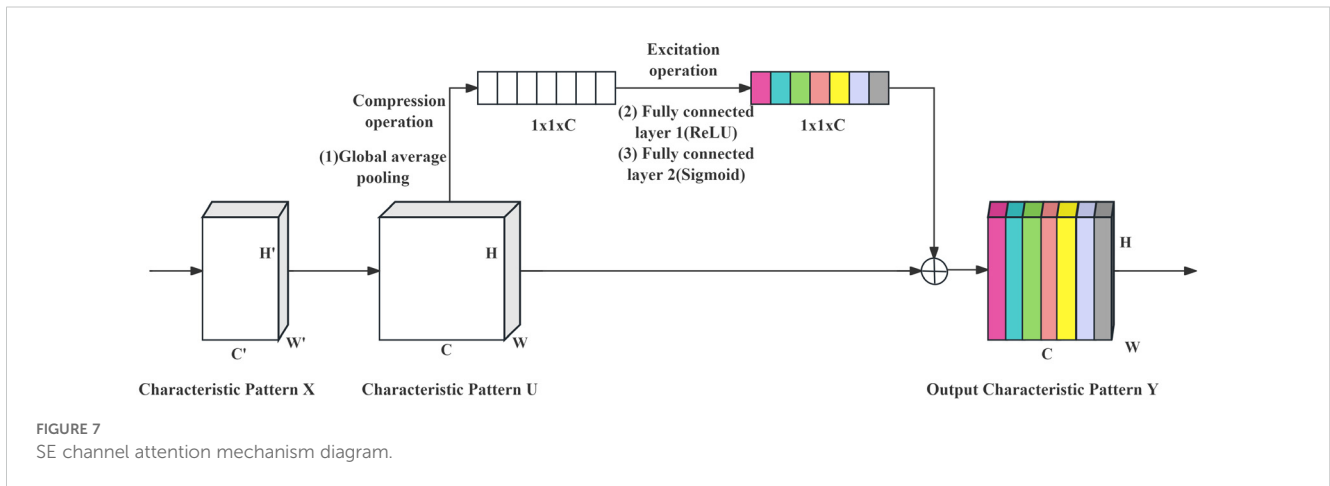 Excitation
operation
Compression
operation
1x1xC
(2) Fully connected
layer 1(ReLU)
(3) Fully connected
layer 2(Sigmoid)
1x1xC
(1)Global average
pooling
H'
W'
C'
H
W
C
H
W
C
Characteristic Pattern X
Characteristic Pattern U
Output Characteristic Pattern Y
FIGURE 7
SE channel attention mechanism diagram.